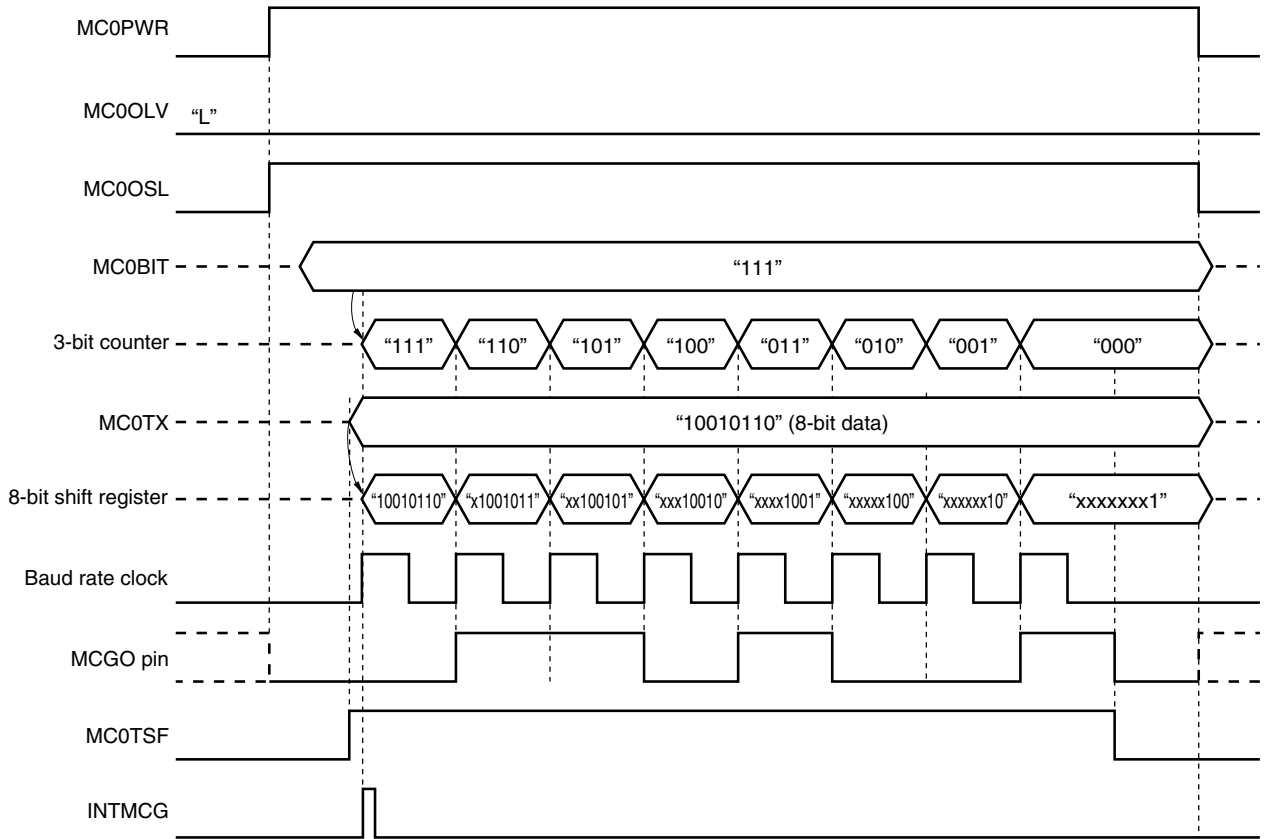 MC0PWR
MC0OLV “L”
MC0OSL
MC0BIT “111”
3-bit counter “111” “110” “101” “100” “011” “010” “001” “000”
MC0TX “10010110” (8-bit data)
8-bit shift register “10010110” “x1001011” “xx100101” “xxx10010” “xxxx1001” “xxxxx100” “xxxxxx10” “xxxxxxx1”
Baud rate clock
MCGO pin
MC0TSF
INTMCG